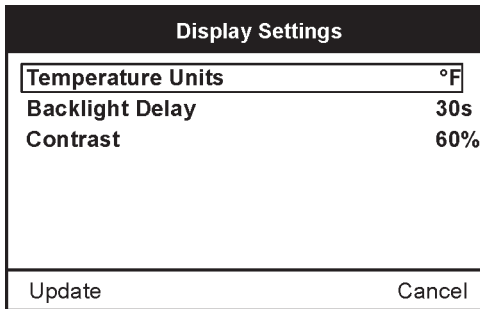 Display Settings
Temperature Units °F
Backlight Delay 30s
Contrast 60%
Update Cancel